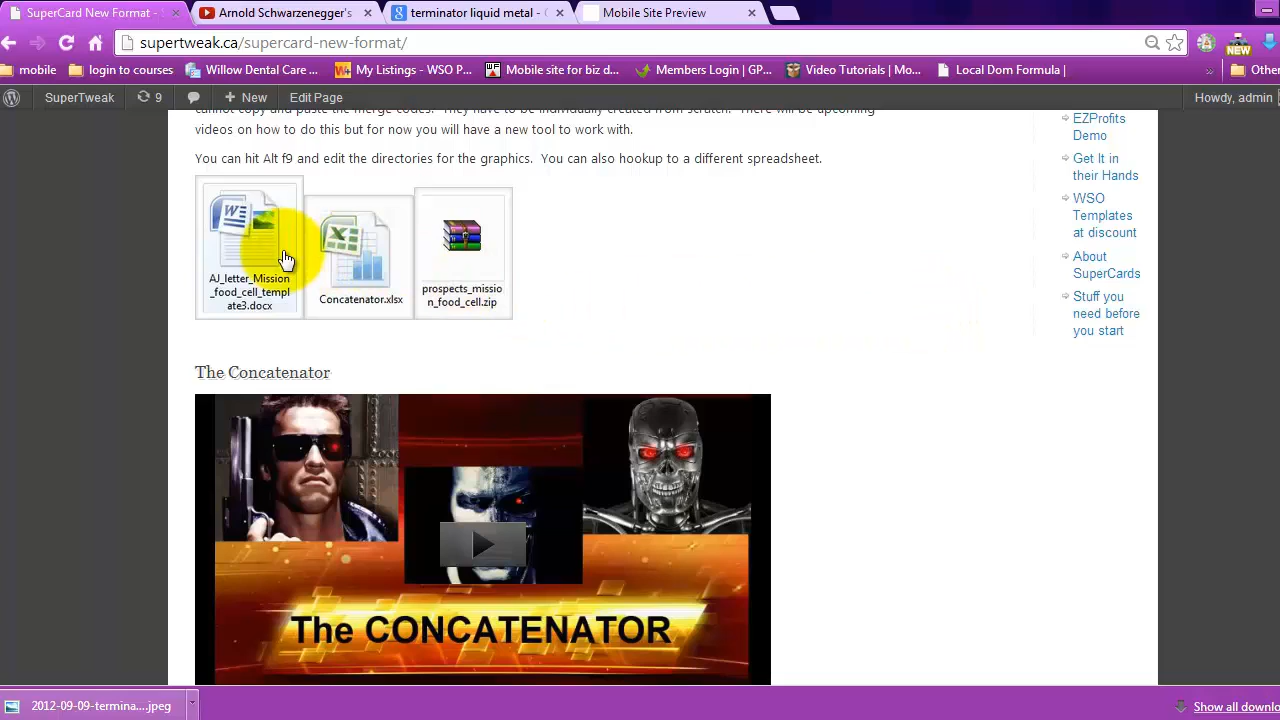 SuperCard New Format -
Arnold Schwarzenegger's
terminator liquid metal -
Mobile Site Preview
supertweak.ca/supercard-new-format/
NEW
mobile
login to courses
Willow Dental Care ...
My Listings - WSO P...
Mobile site for biz d...
Members Login | GP...
Video Tutorials | Mo...
Local Dom Formula |
»
Other
SuperTweak
9
+ New
Edit Page
Howdy, admin
cannot copy and paste the merge codes. They have to be individually created from scratch. There will be upcoming
videos on how to do this but for now you will have a new tool to work with.
You can hit Alt f9 and edit the directories for the graphics. You can also hookup to a different spreadsheet.
AJ_letter_Mission
_food_cell_templ
ate3.docx
Concatenator.xlsx
prospects_missio
n_food_cell.zip
The Concatenator
The CONCATENATOR
EZProfits
Demo
Get It in
their Hands
WSO
Templates
at discount
About
SuperCards
Stuff you
need before
you start
2012-09-09-termina....jpeg
Show all downlo